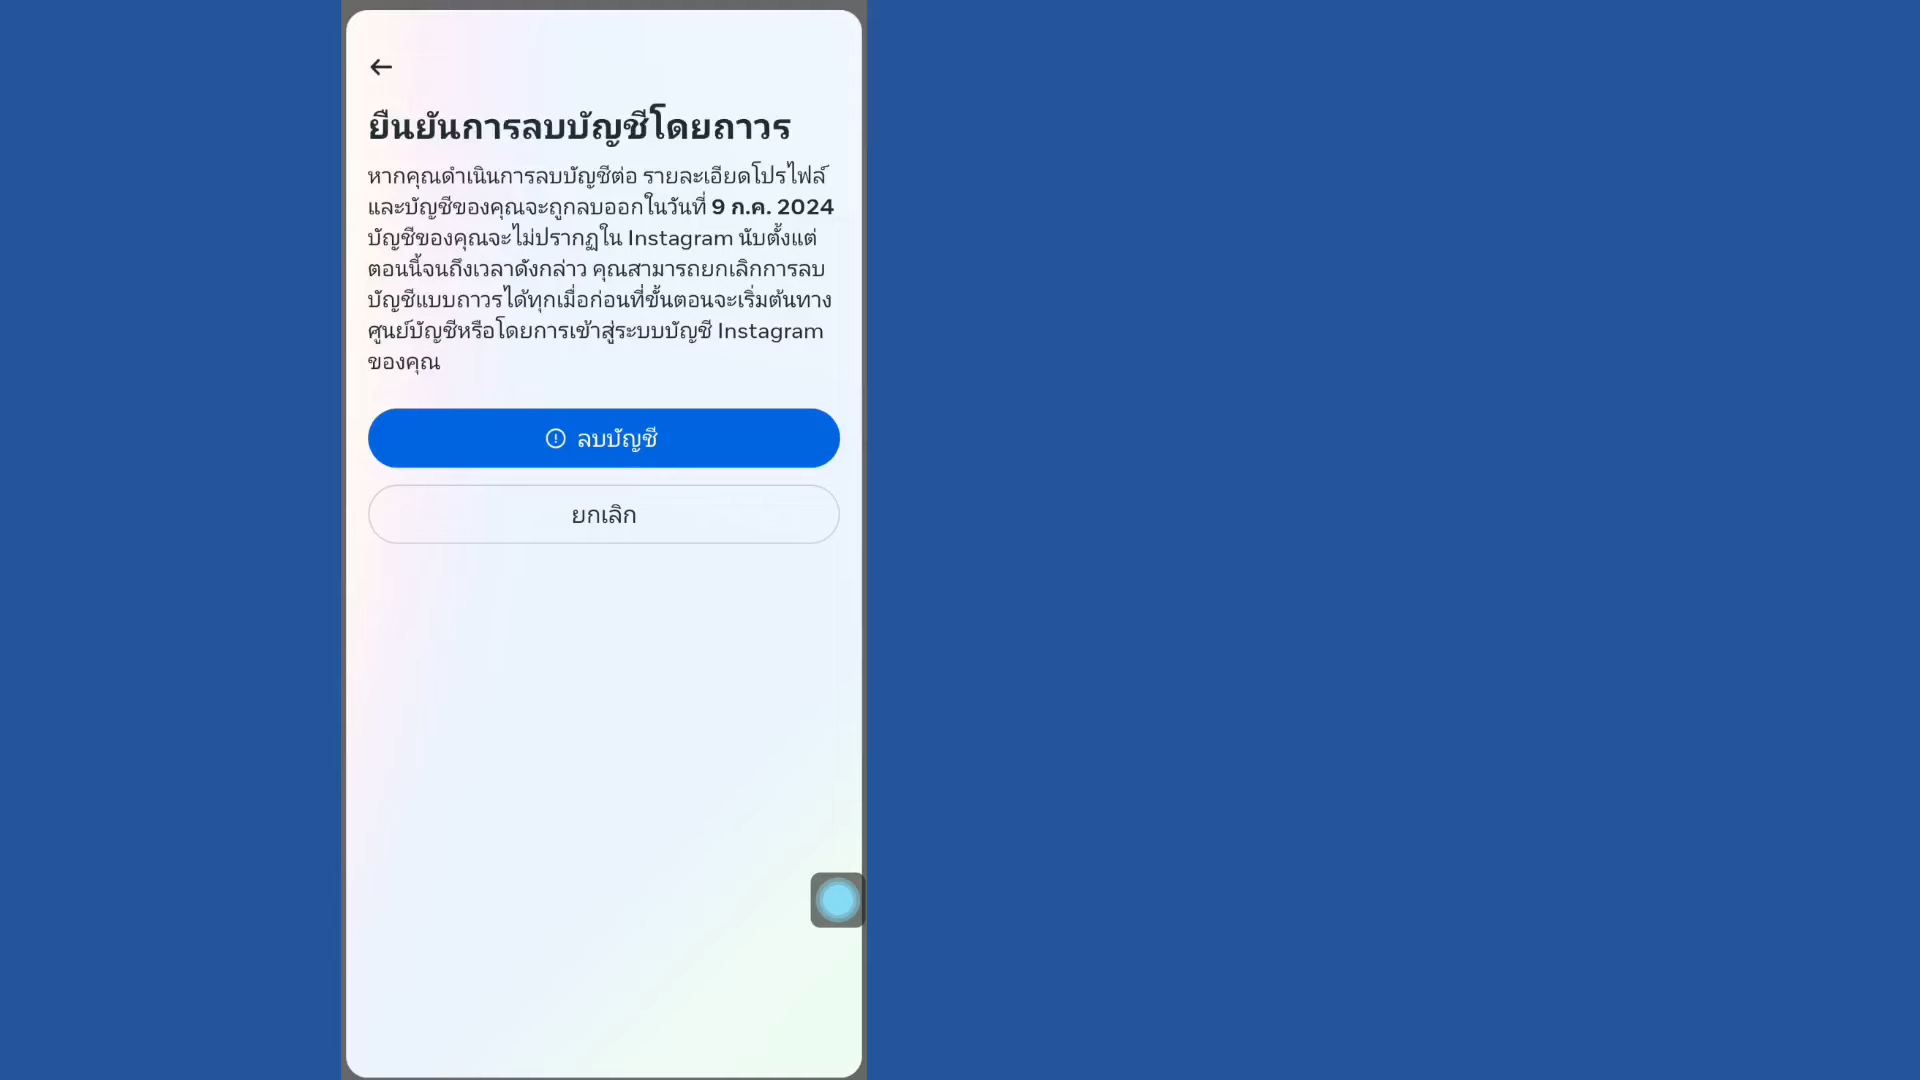 ยืนยันการลบบัญชีโดยถาวร
หากคุณดำเนินการลบบัญชีต่อ รายละเอียดโปรไฟล์
และบัญชีของคุณจะถูกลบออกในวันที่ 9 ก.ค. 2024
บัญชีของคุณจะไม่ปรากฏใน Instagram นับตั้งแต่
ตอนนี้จนถึงเวลาดังกล่าว คุณสามารถยกเลิกการลบ
บัญชีแบบถาวรได้ทุกเมื่อก่อนที่ขั้นตอนจะเริ่มต้นทาง
ศูนย์บัญชีหรือโดยการเข้าสู่ระบบบัญชี Instagram
ของคุณ
ลบบัญชี
ยกเลิก